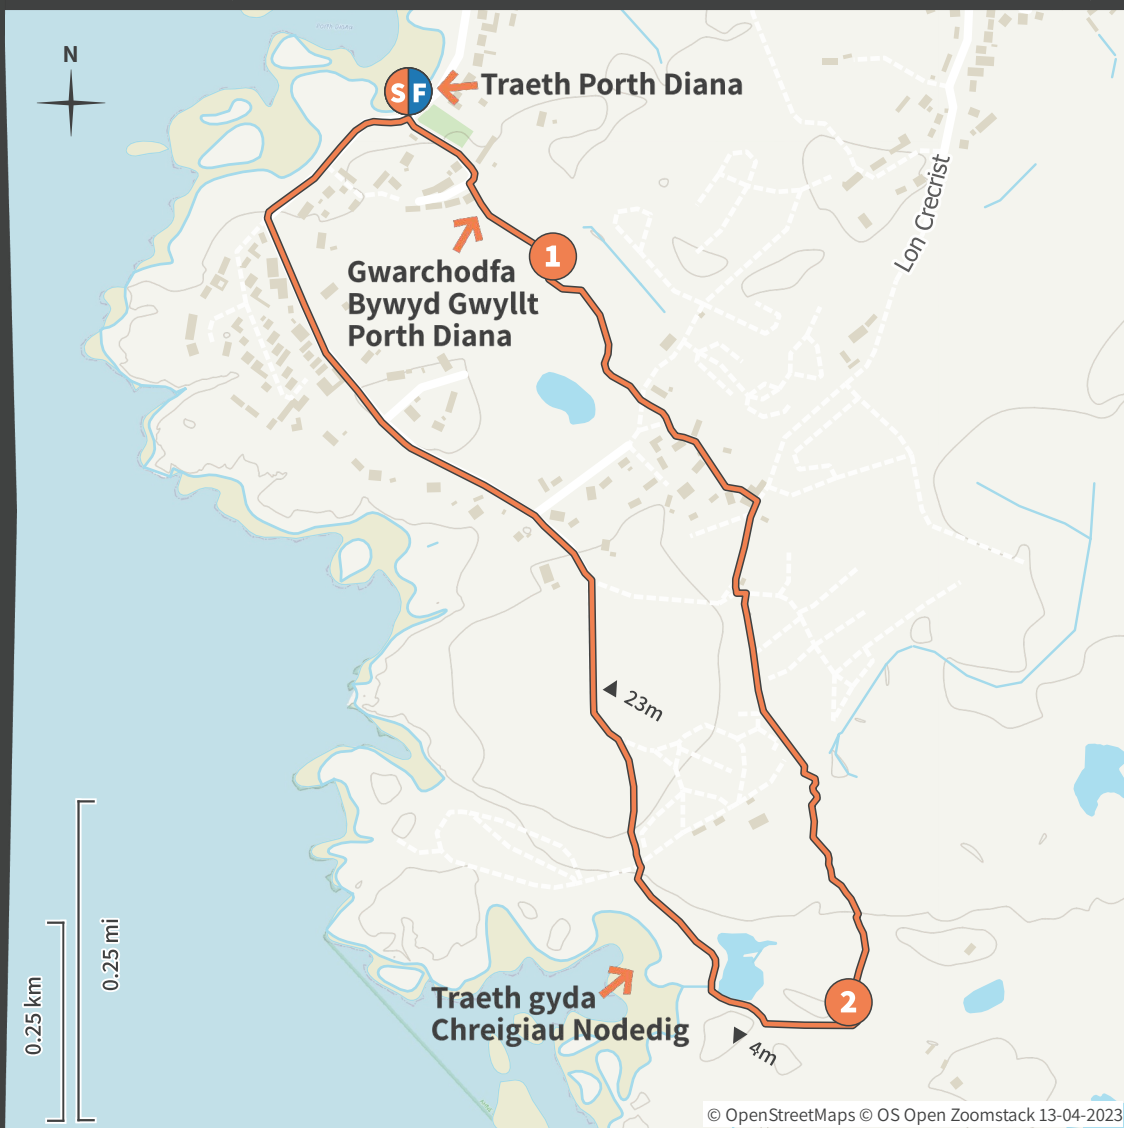 N
S F
Traeth Porth Diana
Lon Crecrist
1
Gwarchodfa
Bywyd Gwyllt
Porth Diana
23m
0.25 mi
0.25 km
2
Traeth gyda
Chreigiau Nodedig
4m
© OpenStreetMaps © OS Open Zoomstack 13-04-2023